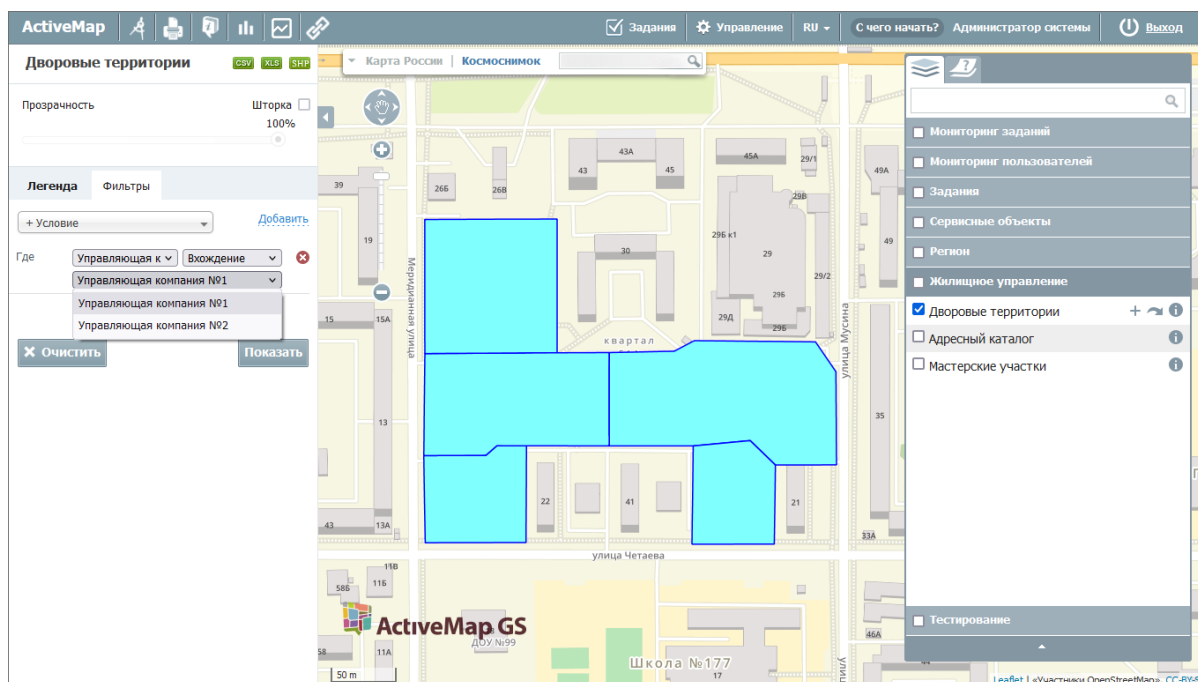 ActiveMap
Задания
Управление
RU
С чего начать?
Администратор системы
Выход
Дворовые территории
CSV
XLS
SHP
Прозрачность
Шторка
100%
Легенда
Фильтры
+ Условие
Добавить
Где
Управляющая к
Вхождение
Управляющая компания №1
Управляющая компания №1
Управляющая компания №2
Очистить
Показать
Карта России | Космоснимок
43А
43
45
45А
29/1
49А
39
26Б
26В
29В
19
29Б к1
30
29
49
29Б
29/2
15
15А
29Д
29Б
Меридианная улица
квартал
улица Мусина
13
35
22
41
21
43
13А
33А
улица Четаева
11В
58Б
11Б
ActiveMap GS
ДОУ №99
58
11А
46А
Школа №177
17
44
50 m
Мониторинг заданий
Мониторинг пользователей
Задания
Сервисные объекты
Регион
Жилищное управление
Дворовые территории
Адресный каталог
Мастерские участки
Тестирование
Leaflet | «Участники OpenStreetMap»